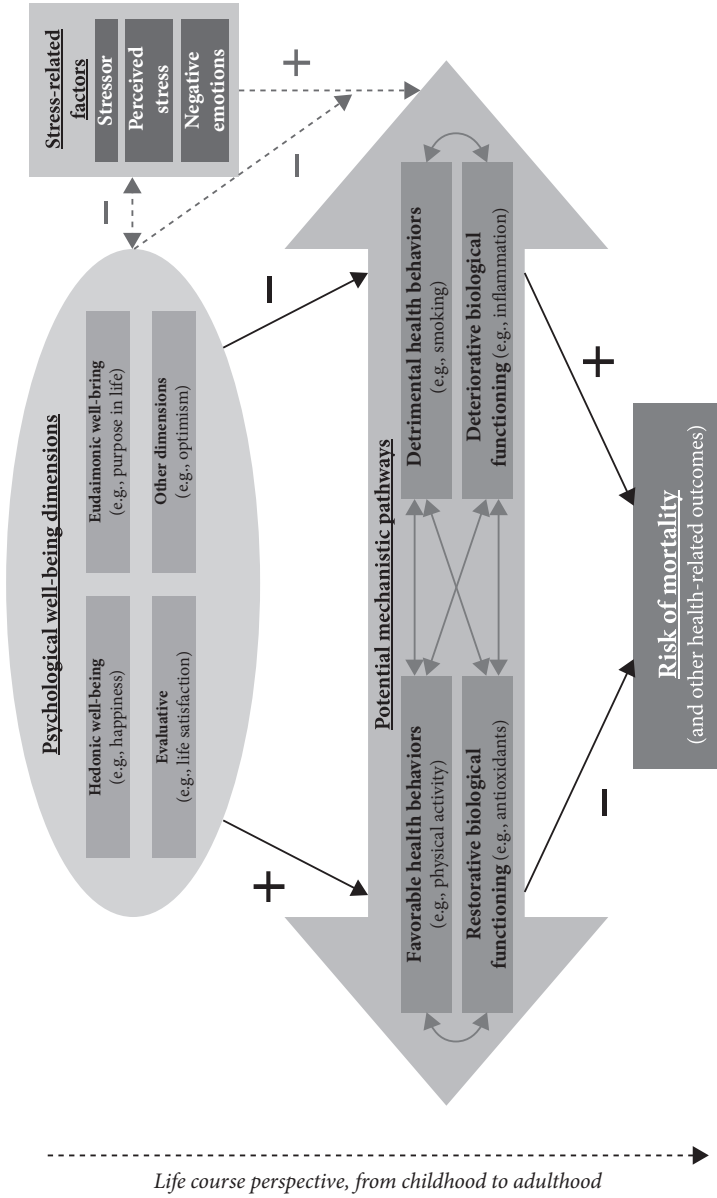 Psychological well-being dimensions
Hedonic well-being
(e.g., happiness)
Eudaimonic well-bring
(e.g., purpose in life)
Evaluative
(e.g., life satisfaction)
Other dimensions
(e.g., optimism)
Stress-related
factors
Stressor
Perceived
stress
Negative
emotions
–
–
+
+
–
Potential mechanistic pathways
Favorable health behaviors
(e.g., physical activity)
Restorative biological
functioning (e.g., antioxidants)
Detrimental health behaviors
(e.g., smoking)
Deteriorative biological
functioning (e.g., inflammation)
–
+
Risk of mortality
(and other health-related outcomes)
Life course perspective, from childhood to adulthood